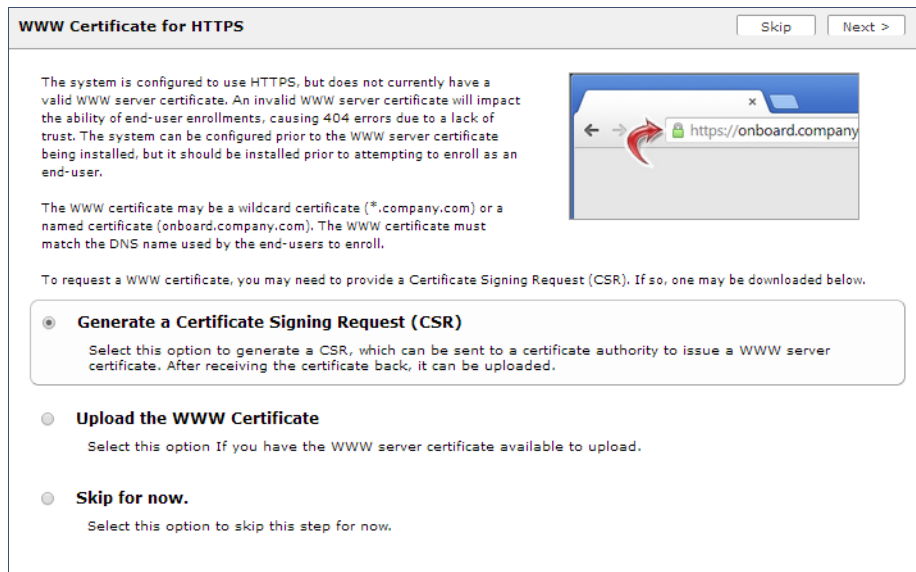 WWW Certificate for HTTPS
Skip
Next >
The system is configured to use HTTPS, but does not currently have a
valid WWW server certificate. An invalid WWW server certificate will impact
the ability of end-user enrollments, causing 404 errors due to a lack of
trust. The system can be configured prior to the WWW server certificate
being installed, but it should be installed prior to attempting to enroll as an
end-user.
https://onboard.company
The WWW certificate may be a wildcard certificate (*.company.com) or a
named certificate (onboard.company.com). The WWW certificate must
match the DNS name used by the end-users to enroll.
To request a WWW certificate, you may need to provide a Certificate Signing Request (CSR). If so, one may be downloaded below.
Generate a Certificate Signing Request (CSR)
Select this option to generate a CSR, which can be sent to a certificate authority to issue a WWW server
certificate. After receiving the certificate back, it can be uploaded.
Upload the WWW Certificate
Select this option If you have the WWW server certificate available to upload.
Skip for now.
Select this option to skip this step for now.